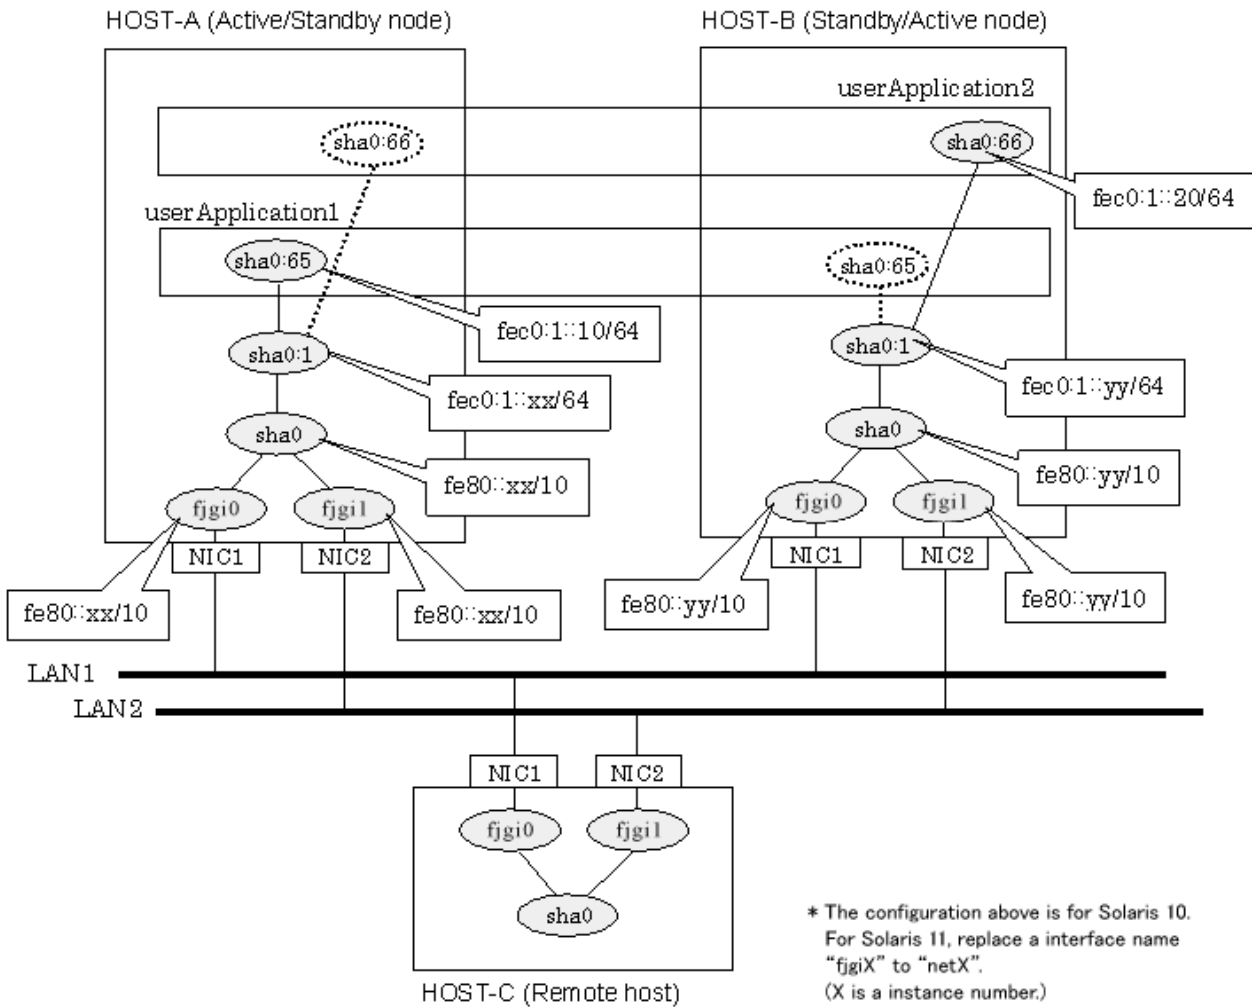 HOST-A (Active/Standby node)
HOST-B (Standby/Active node)
userApplication2
sha0:66
sha0:66
fec0:1::20/64
userApplication1
sha0:65
sha0:65
fec0:1::10/64
sha0:1
sha0:1
fec0:1::xx/64
fec0:1::yy/64
sha0
sha0
fe80::xx/10
fe80::yy/10
fjgi0
fjgi1
fjgi0
fjgi1
NIC1
NIC2
NIC1
NIC2
fe80::xx/10
fe80::xx/10
fe80::yy/10
fe80::yy/10
LAN1
LAN2
NIC1
NIC2
fjgi0
fjgi1
sha0
HOST-C (Remote host)
* The configuration above is for Solaris 10.
For Solaris 11, replace a interface name
“fjgiX” to “netX”.
(X is a instance number.)